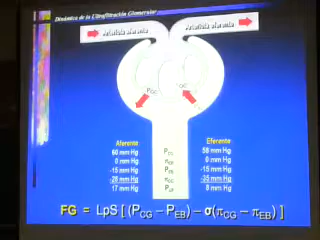 Dinámica de la Ultrafiltración Glomerular
Arteriola aferente
Arteriola eferente
Aferente
60 mm Hg
0 mm Hg
-15 mm Hg
-28 mm Hg
17 mm Hg
Eferente
58 mm Hg
0 mm Hg
-15 mm Hg
-35 mm Hg
8 mm Hg
FG = LpS [ (PCG – PEB) – σ(πCG – πEB) ]